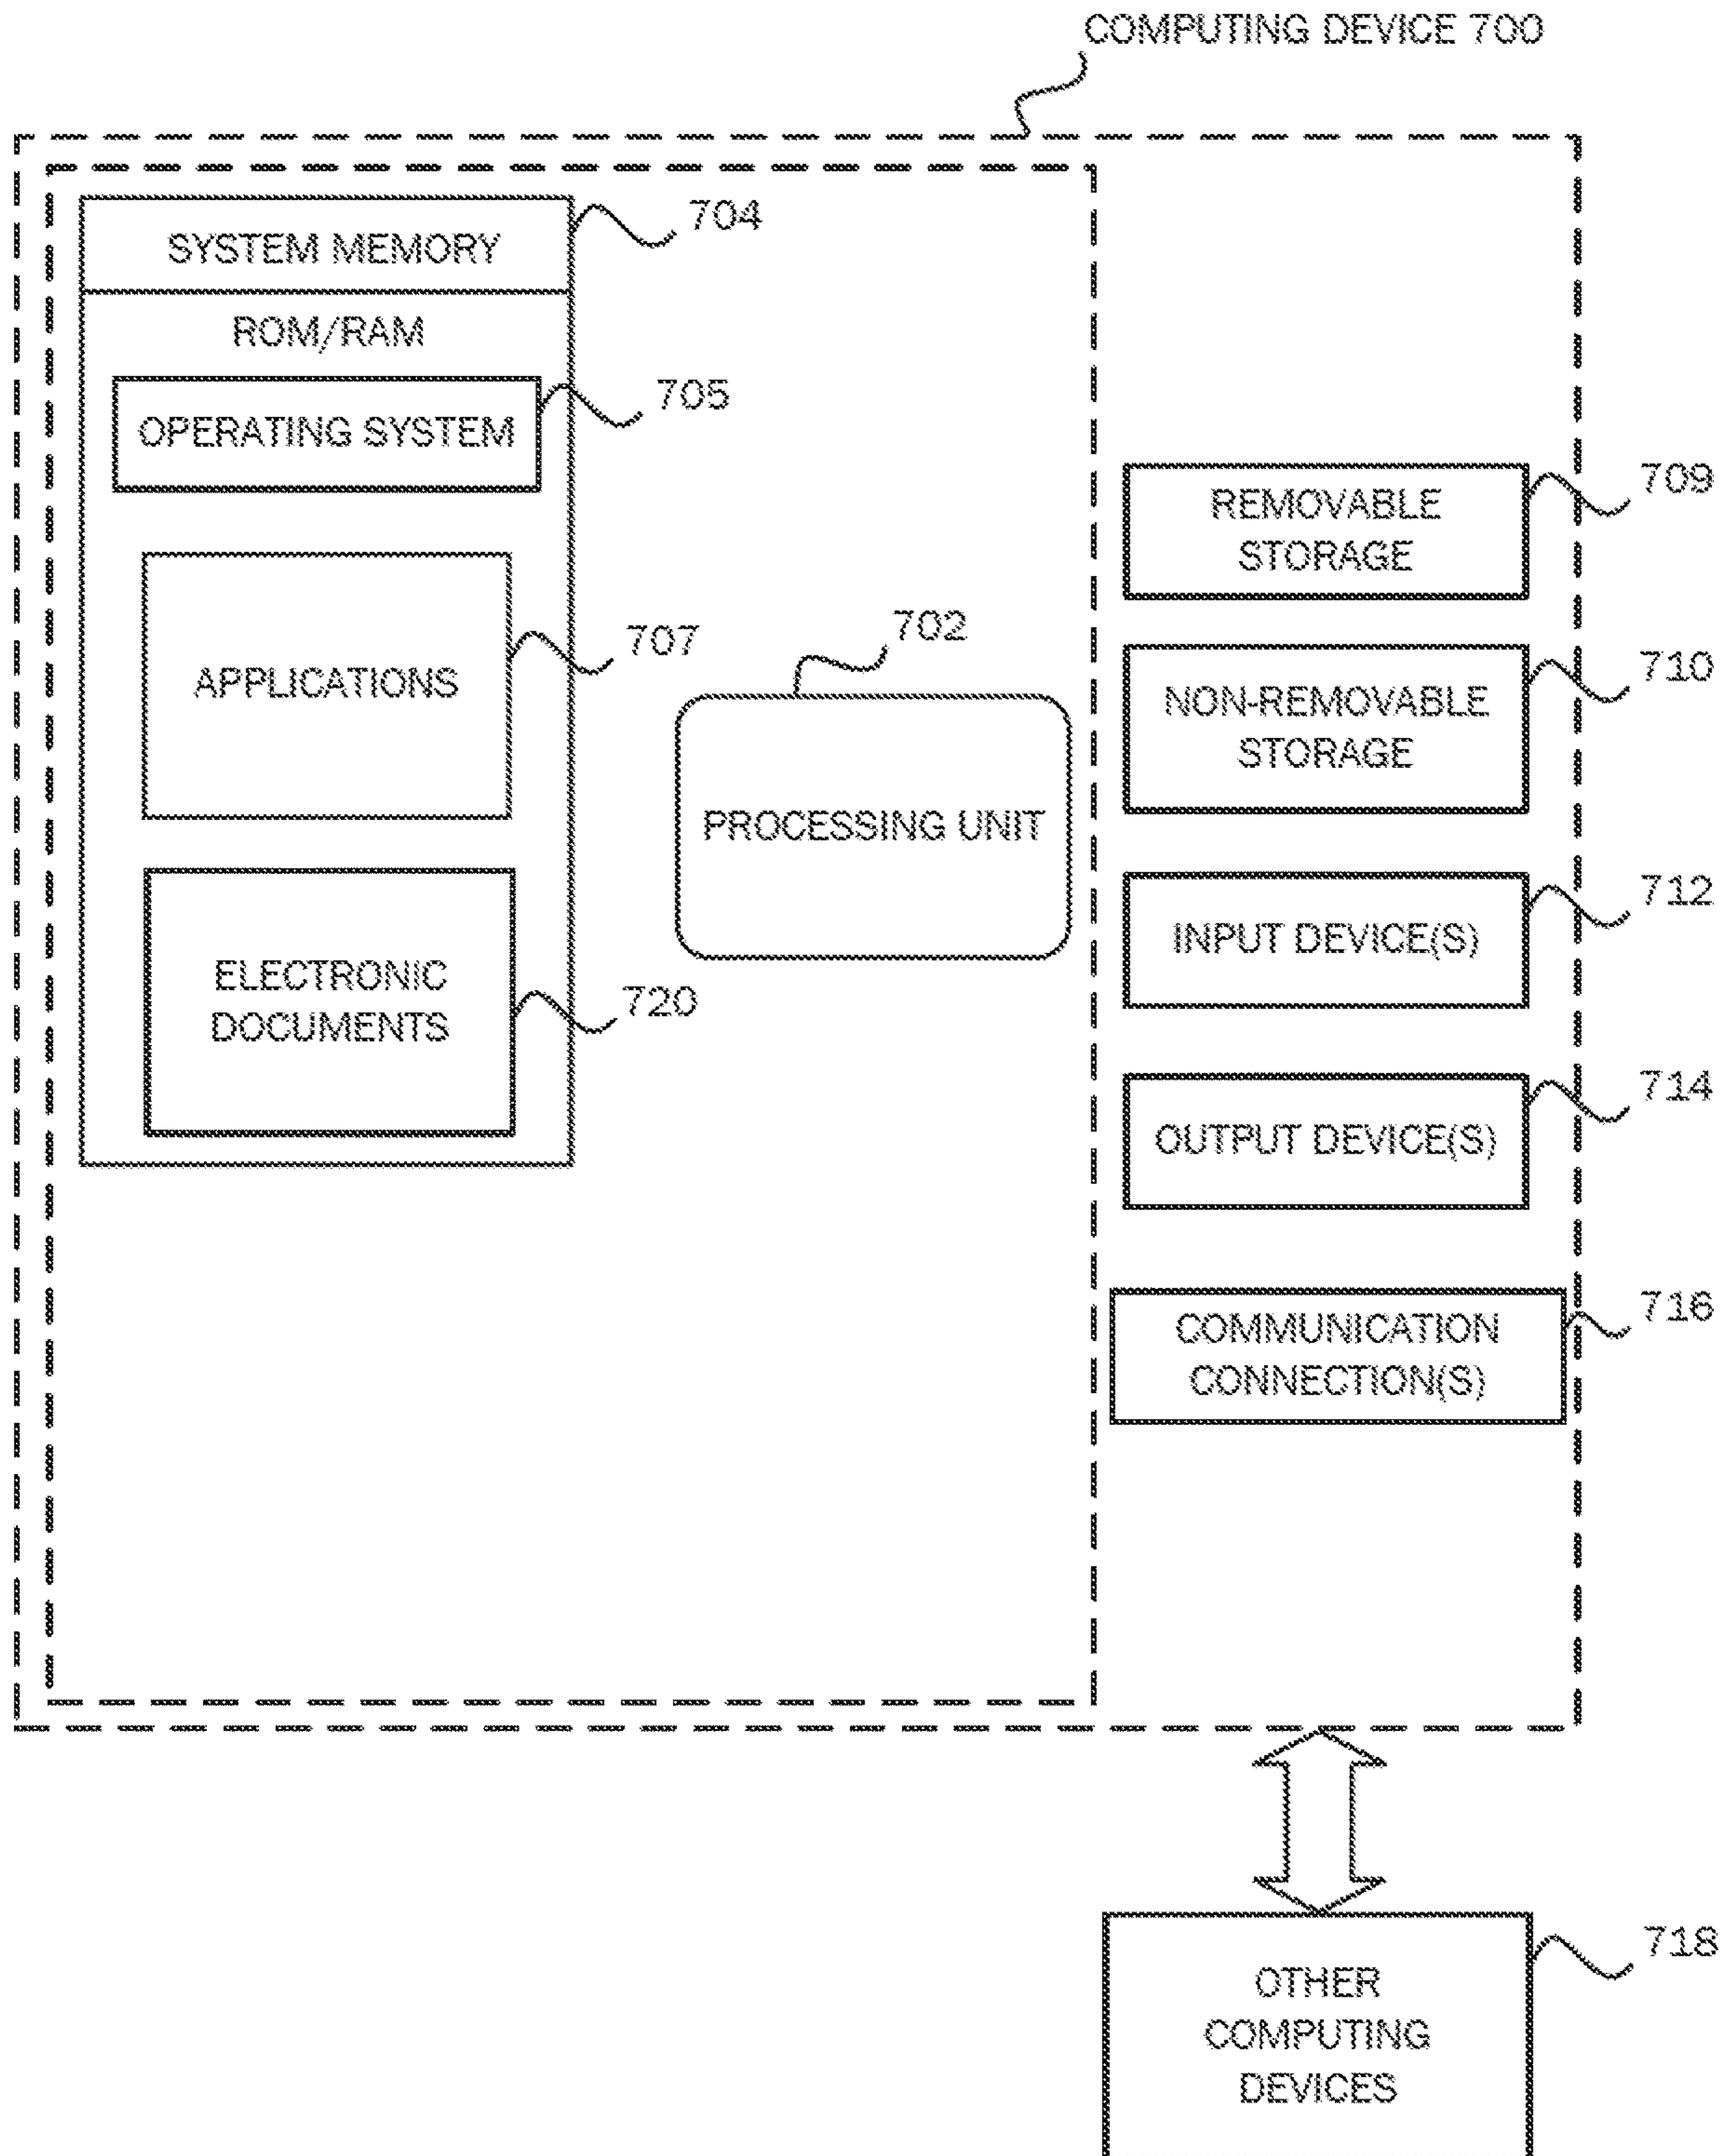 COMPUTING DEVICE 700
704
SYSTEM MEMORY
ROM/RAM
705
OPERATING SYSTEM
709
REMOVABLE
STORAGE
702
707
APPLICATIONS
710
NON-REMOVABLE
STORAGE
PROCESSING UNIT
712
INPUT DEVICE(S)
ELECTRONIC
DOCUMENTS
720
714
OUTPUT DEVICE(S)
716
COMMUNICATION
CONNECTION(S)
718
OTHER
COMPUTING
DEVICES